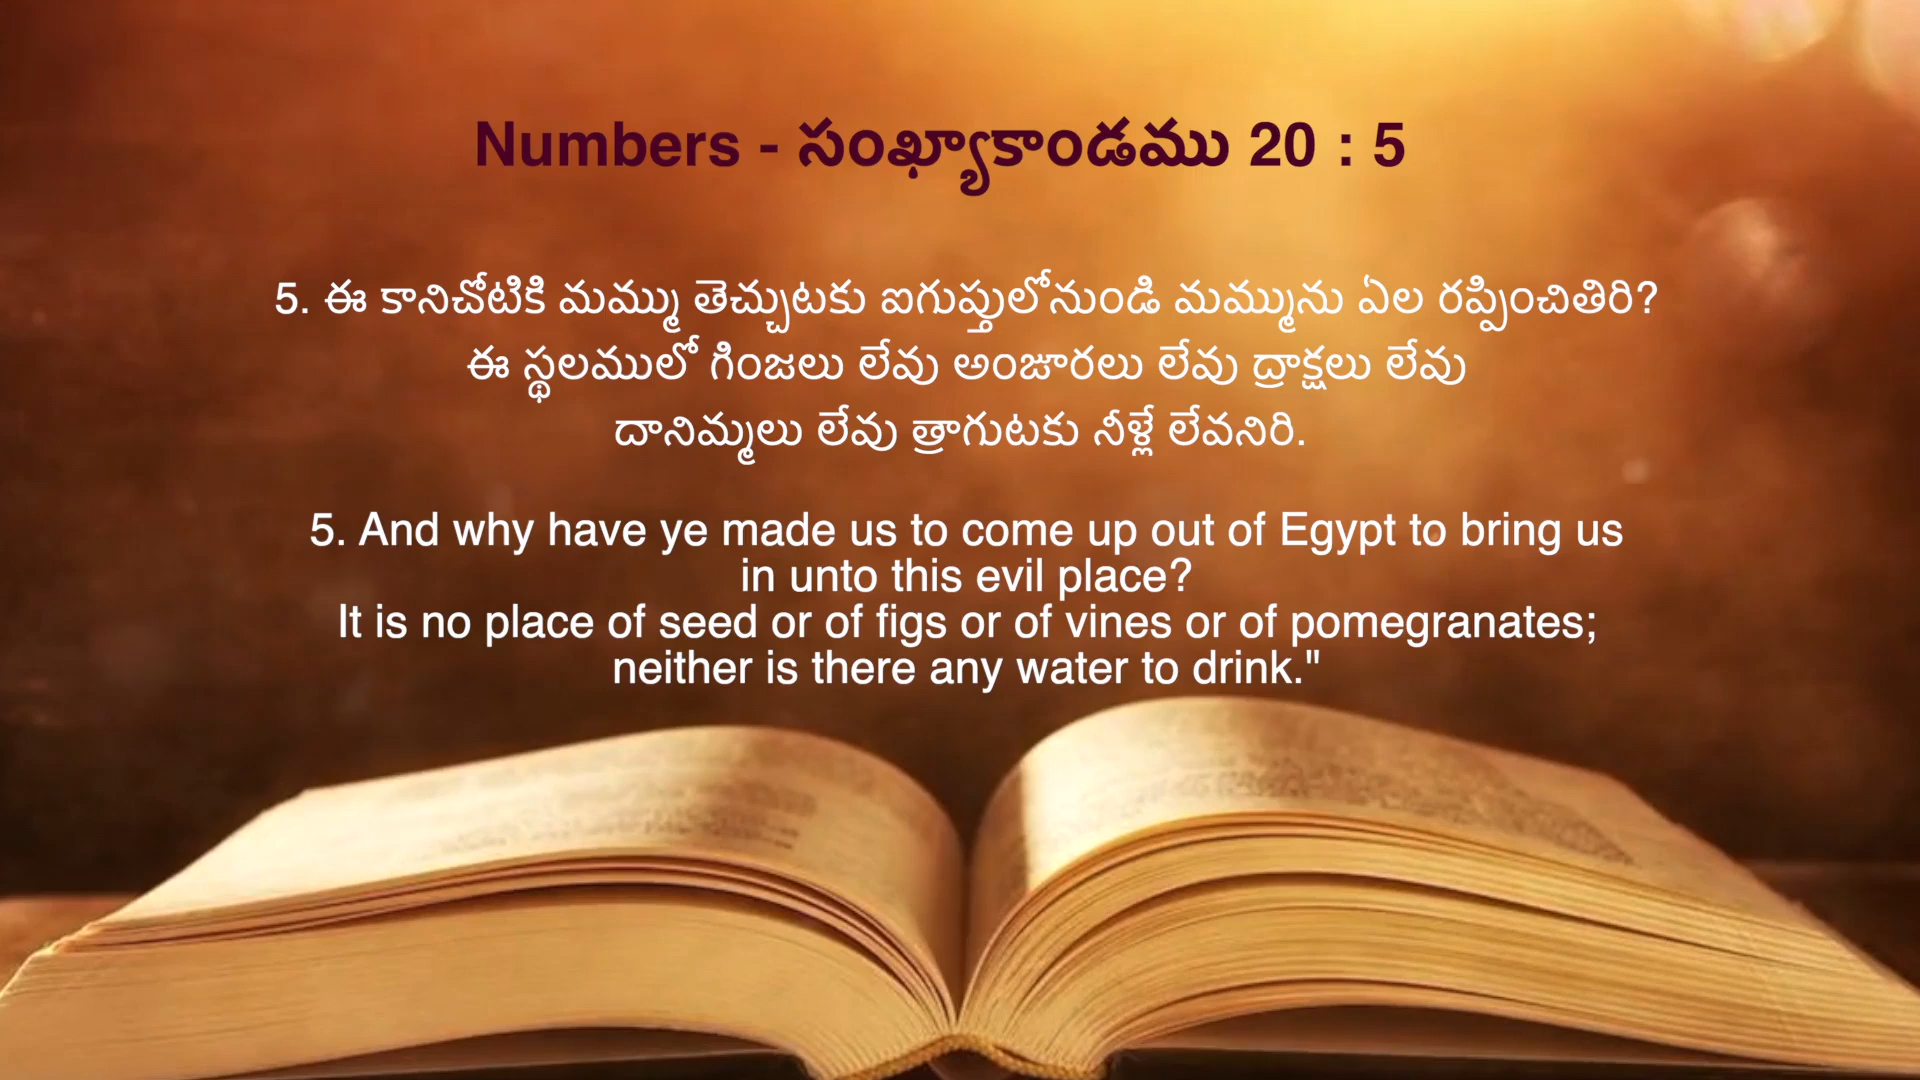 Numbers - సంఖ్యాకాండము 20 : 5
5. ఈ కానిచోటికి మమ్ము తెచ్చుటకు ఐగుప్తులోనుండి మమ్మును ఏల రప్పించితిరి?
ఈ స్థలములో గింజలు లేవు అంజూరలు లేవు ద్రాక్షలు లేవు
దానిమ్మలు లేవు త్రాగుటకు నీళ్లే లేవనిరి.
5. And why have ye made us to come up out of Egypt to bring us
in unto this evil place?
It is no place of seed or of figs or of vines or of pomegranates;
neither is there any water to drink."